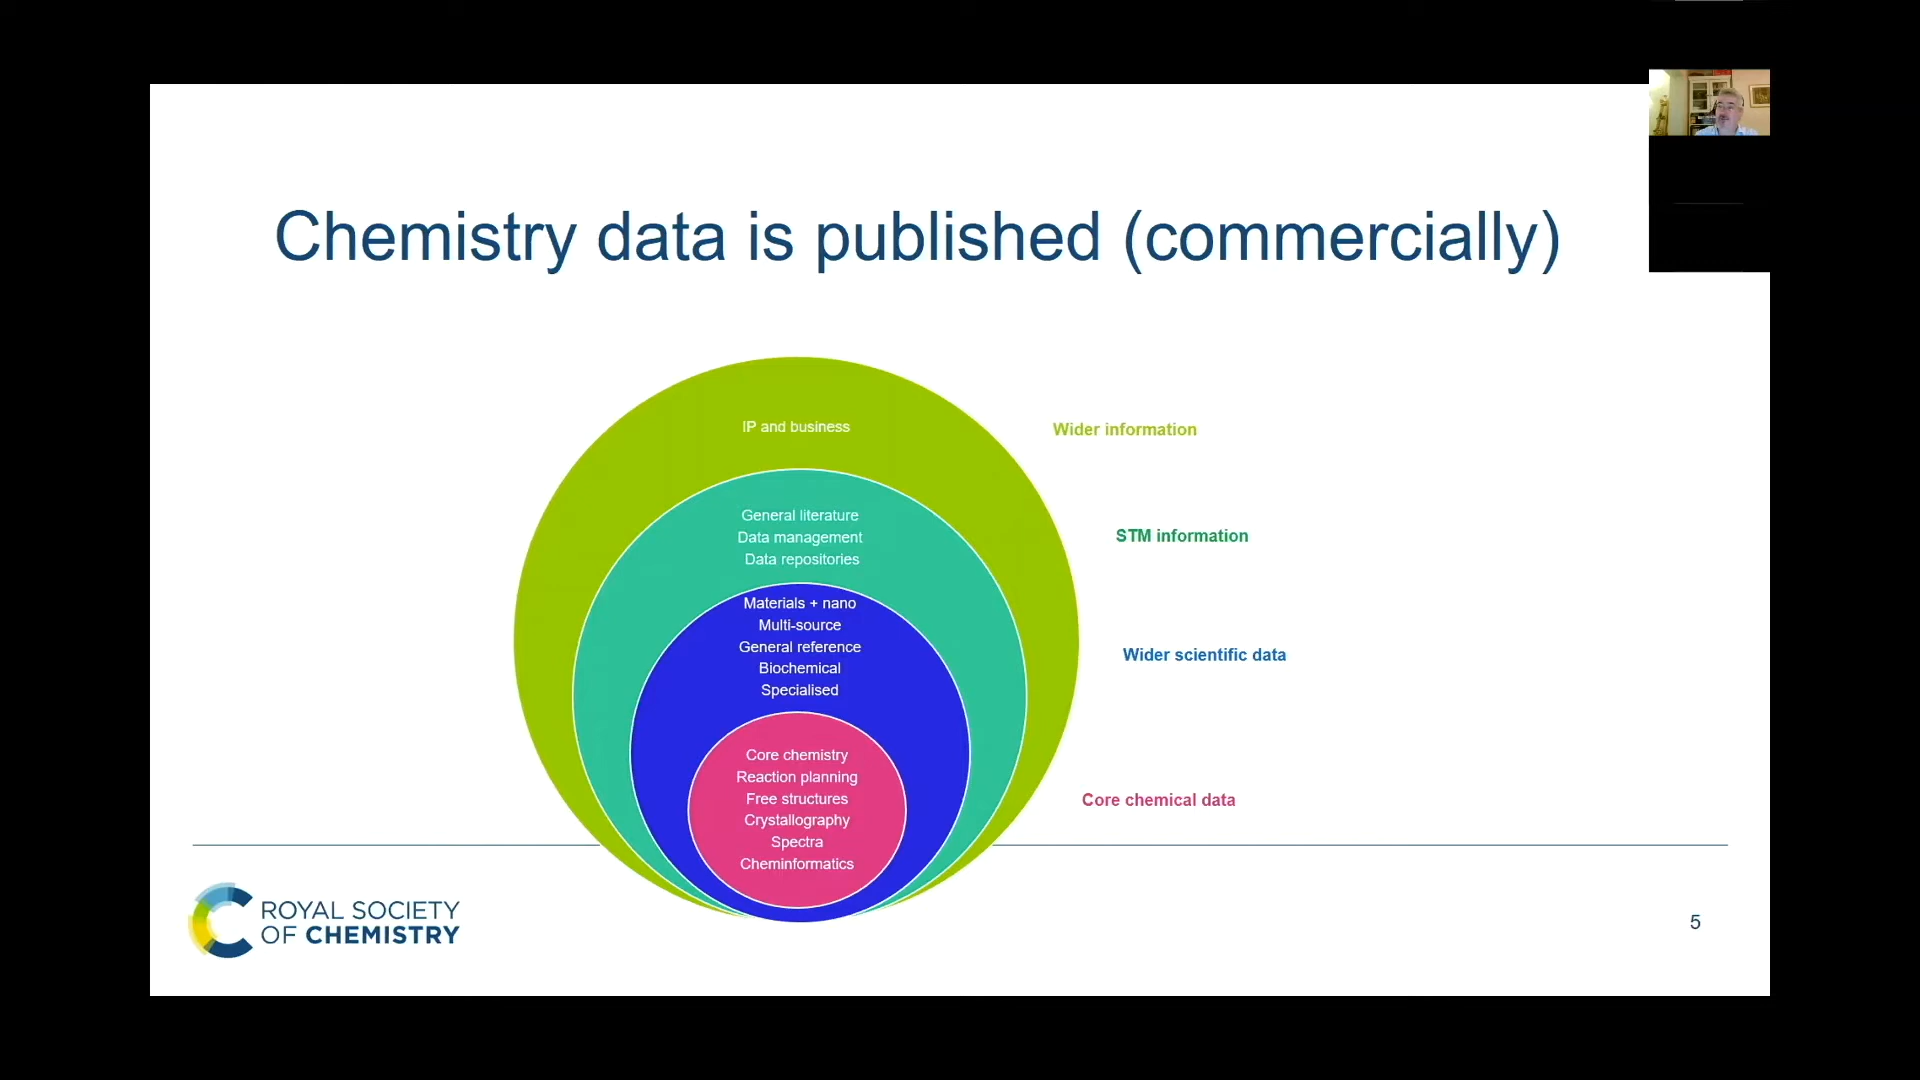 Chemistry data is published (commercially)
IP and business
Wider information
General literature
Data management
Data repositories
STM information
Materials + nano
Multi-source
General reference
Biochemical
Specialised
Wider scientific data
Core chemistry
Reaction planning
Free structures
Crystallography
Spectra
Cheminformatics
Core chemical data
ROYAL SOCIETY
OF CHEMISTRY
5